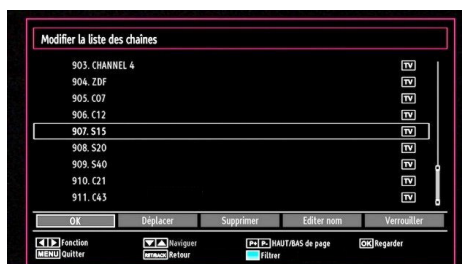 Modifier la liste des chaînes
903. CHANNEL 4 TV
904. ZDF TV
905. C07 TV
906. C12 TV
907. S15 TV
908. S20 TV
909. S40 TV
910. C21 TV
911. C43 TV
OK Déplacer Supprimer Editer nom Verrouiller
Fonction Naviguer P+ P- HAUT/BAS de page OK Regarder
MENU Quitter RET/BACK Retour Filtrer